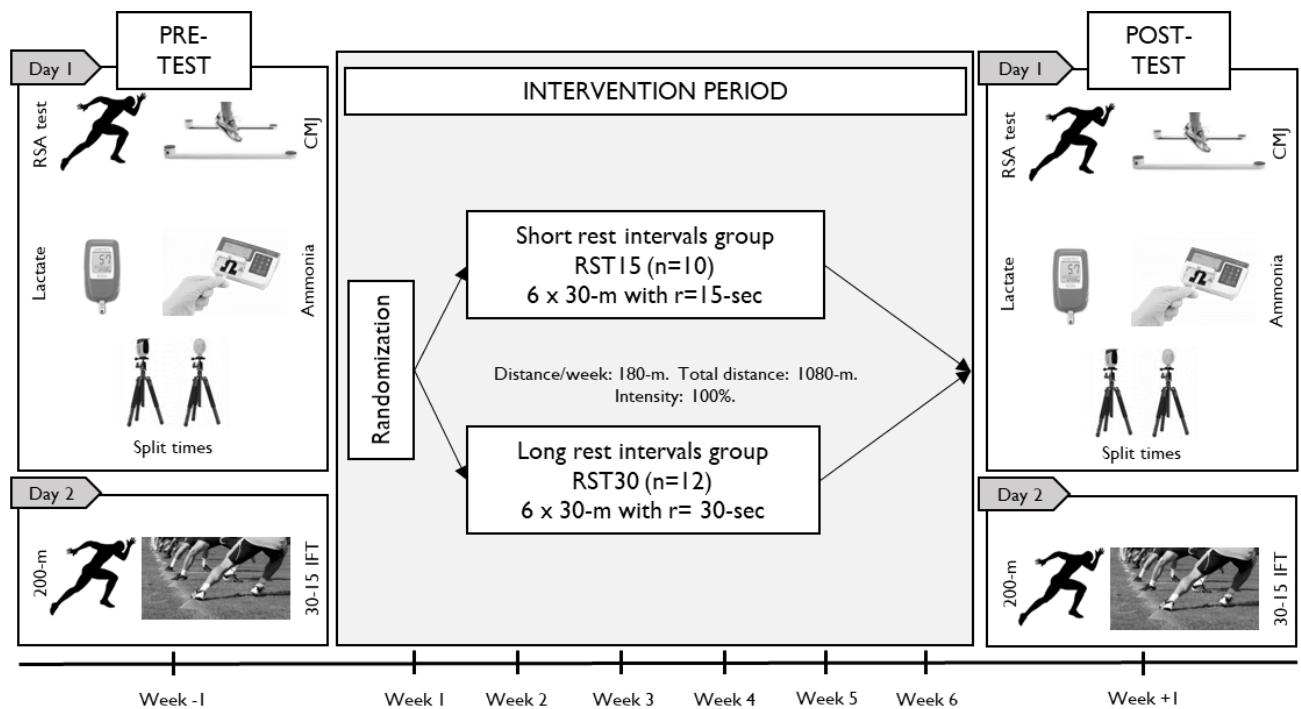 PRE-
TEST
Day 1
RSA test
CMJ
Lactate
Ammonia
Split times
Day 2
200-m
30-15 IFT
INTERVENTION PERIOD
Randomization
Short rest intervals group
RST15 (n=10)
6 x 30-m with r=15-sec
Distance/week: 180-m. Total distance: 1080-m.
Intensity: 100%.
Long rest intervals group
RST30 (n=12)
6 x 30-m with r= 30-sec
POST-
TEST
Day 1
RSA test
CMJ
Lactate
Ammonia
Split times
Day 2
200-m
30-15 IFT
Week -1
Week 1
Week 2
Week 3
Week 4
Week 5
Week 6
Week +1